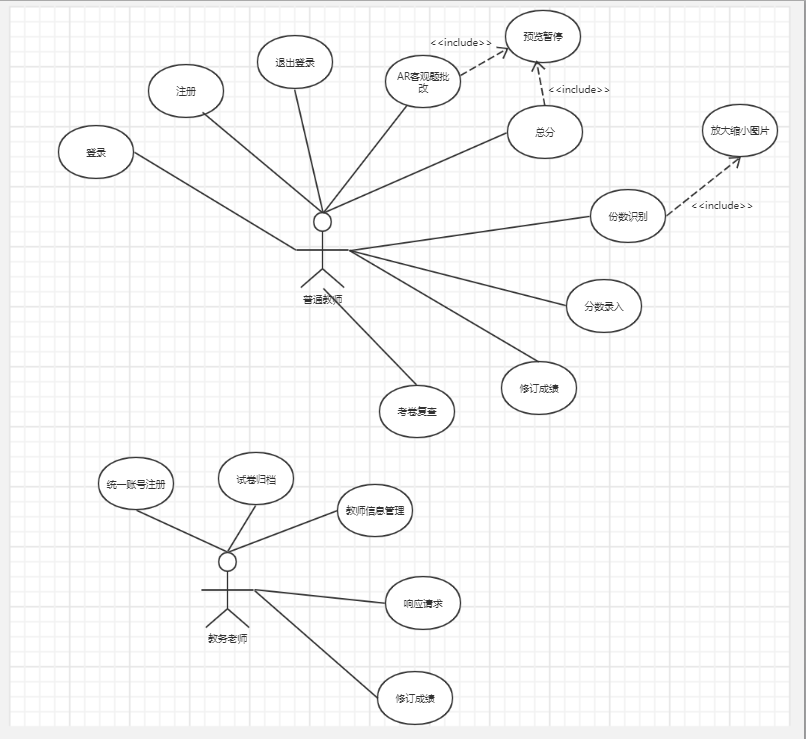 预览暂停
<<include>>
退出登录
AR客观题批
改
注册
<<include>>
总分
放大缩小图片
登录
<<include>>
份数识别
普通教师
分数录入
修订成绩
考卷复查
试卷归档
统一账号注册
教师信息管理
响应请求
教务老师
修订成绩